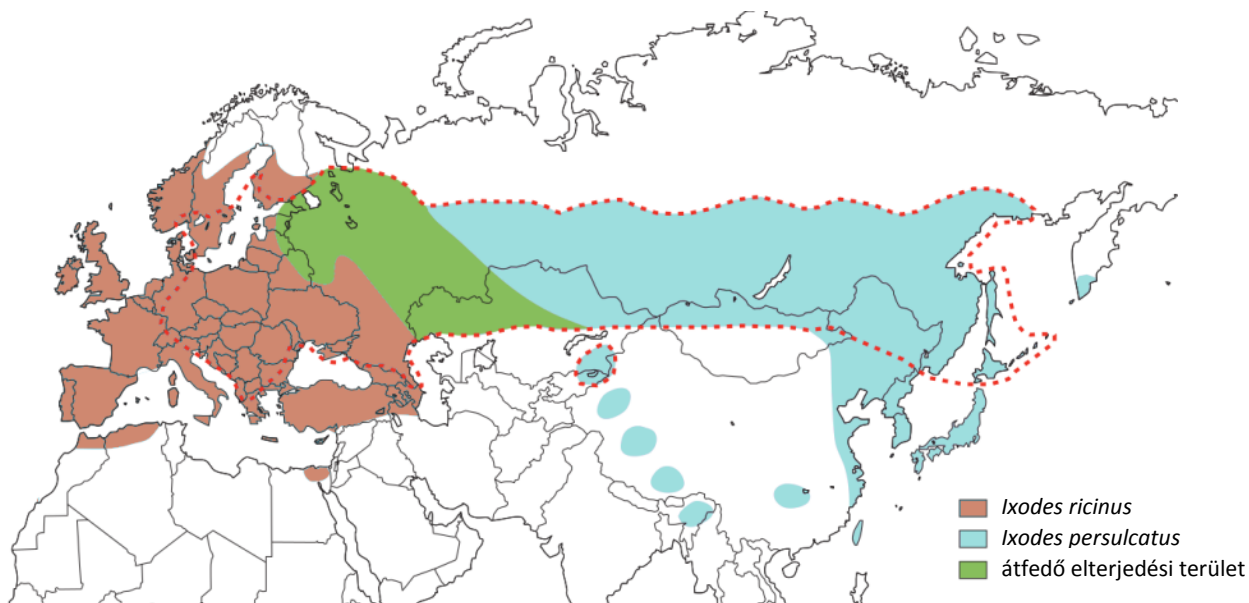 Ixodes ricinus
Ixodes persulcatus
átfedő elterjedési terület